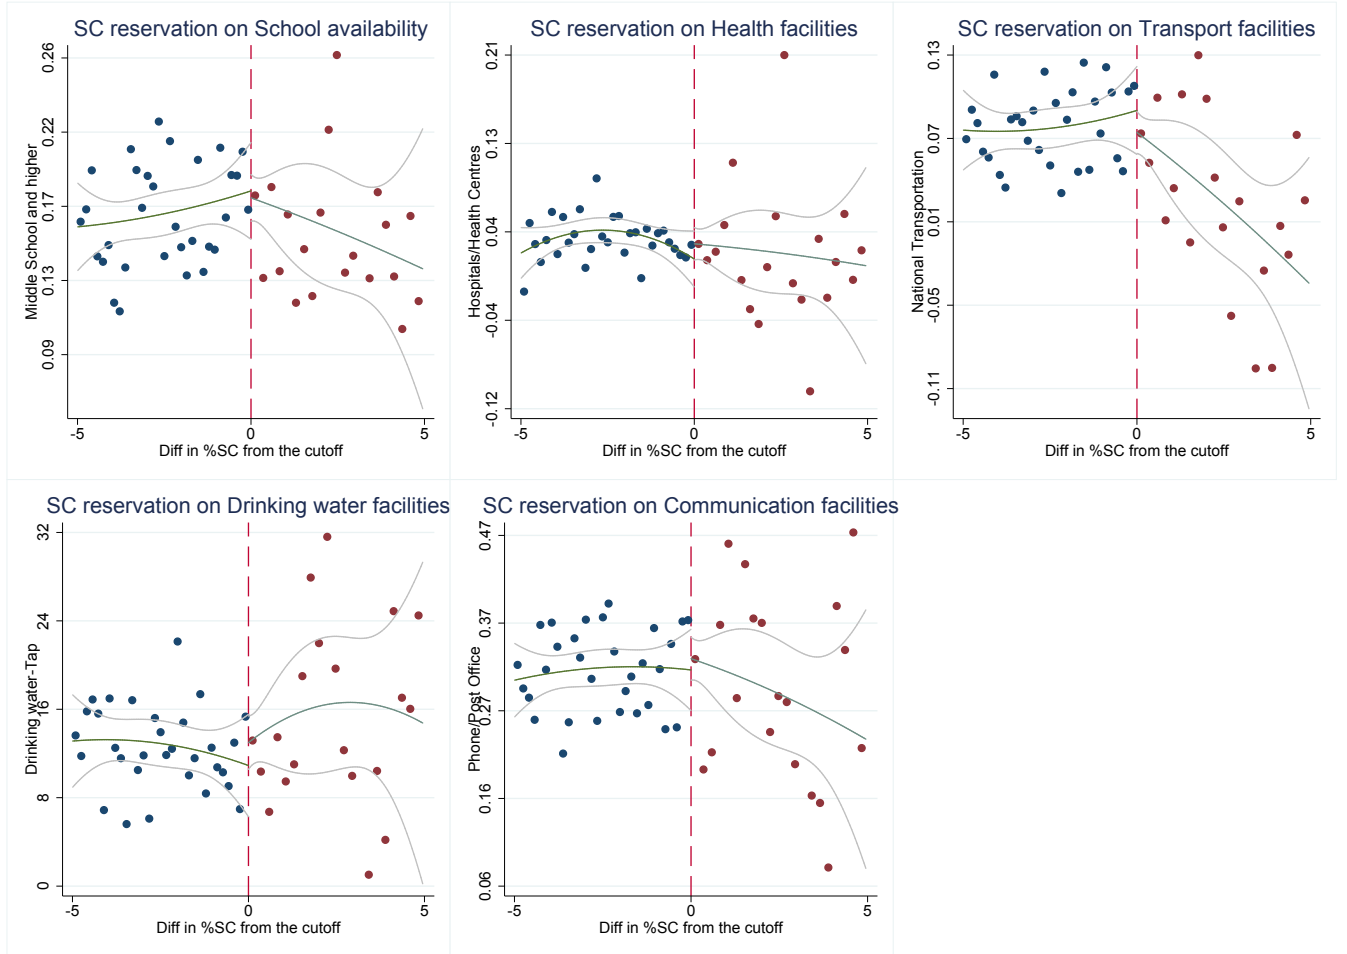 SC reservation on School availability
Middle School and higher
0.26
0.22
0.17
0.13
0.09
-5
0
5
Diff in %SC from the cutoff
SC reservation on Health facilities
Hospitals/Health Centres
0.21
0.13
0.04
-0.04
-0.12
-5
0
5
Diff in %SC from the cutoff
SC reservation on Transport facilities
National Transportation
0.13
0.07
0.01
-0.05
-0.11
-5
0
5
Diff in %SC from the cutoff
SC reservation on Drinking water facilities
Drinking water-Tap
32
24
16
8
0
-5
0
5
Diff in %SC from the cutoff
SC reservation on Communication facilities
Phone/Post Office
0.47
0.37
0.27
0.16
0.06
-5
0
5
Diff in %SC from the cutoff